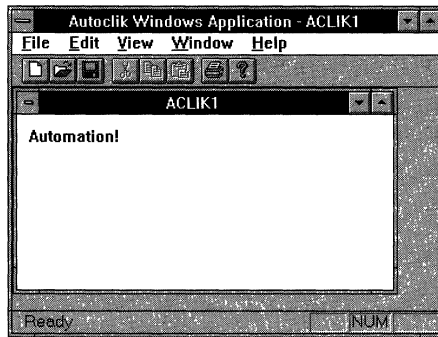 Autoclik Windows Application - ACLIK1
File Edit View Window Help
ACLIK1
Automation!
Ready NUM